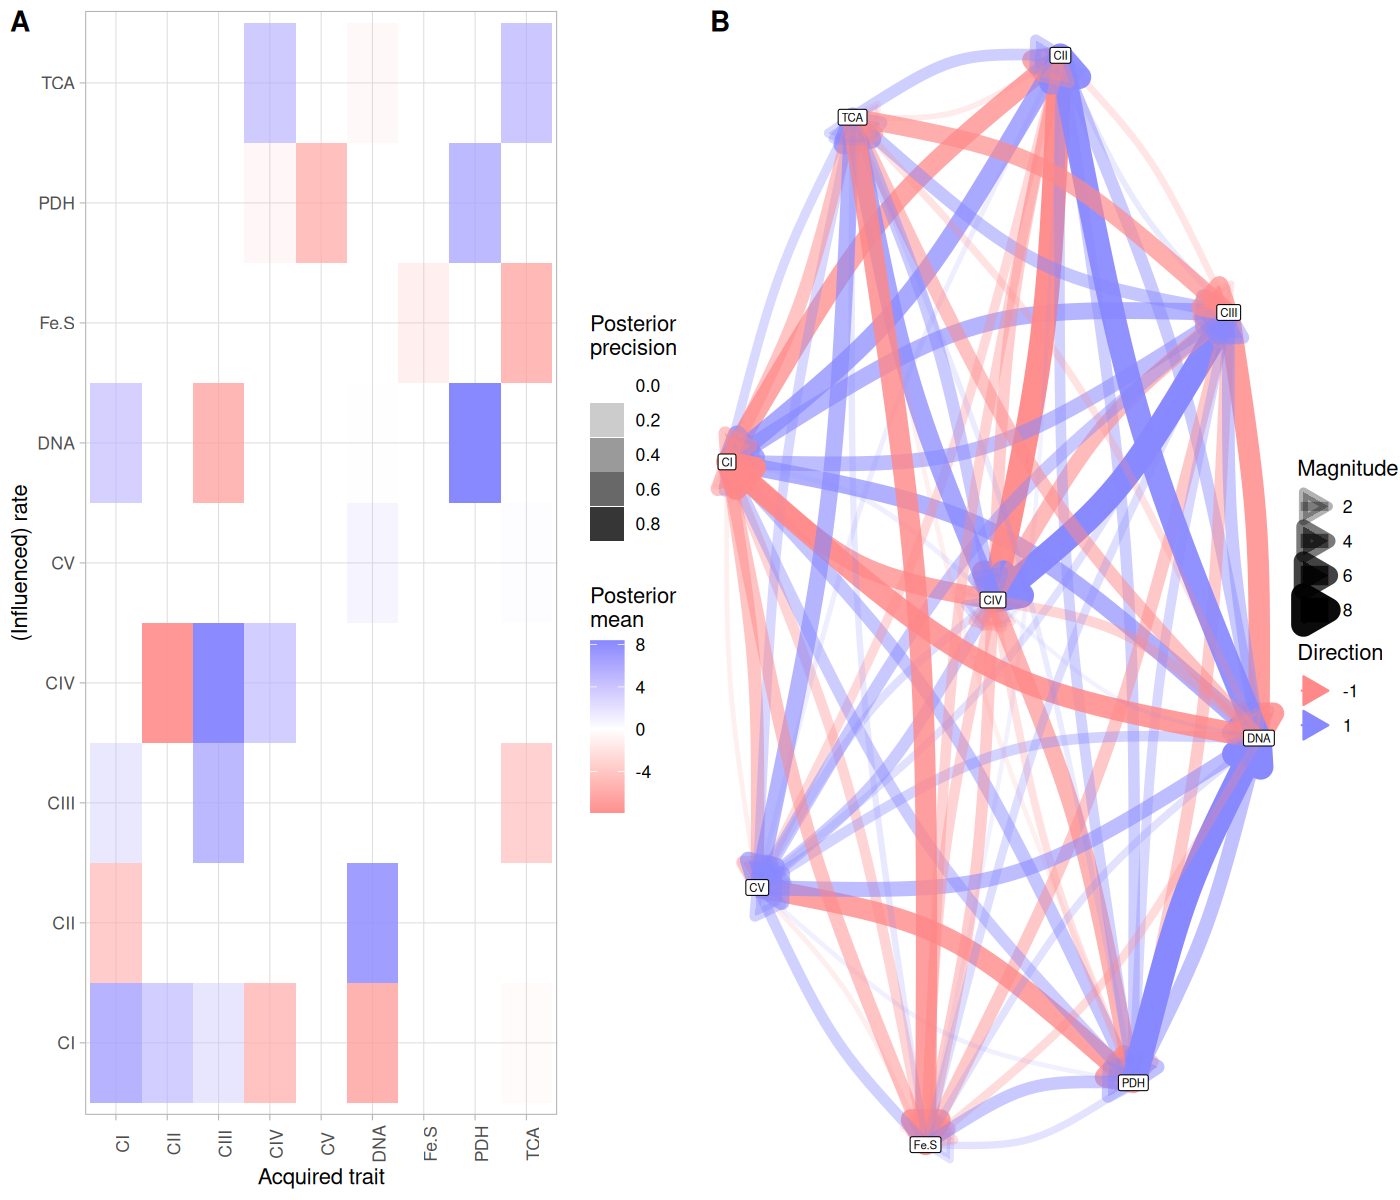 A
TCA
PDH
Fe.S
DNA
CV
CIV
CIII
CII
CI
(Influenced) rate
CI
CII
CIII
CIV
CV
DNA
Fe.S
PDH
TCA
Acquired trait
Posterior
precision
0.0
0.2
0.4
0.6
0.8
Posterior
mean
8
4
0
-4
B
CII
TCA
CIII
CI
CIV
DNA
CV
PDH
Fe.S
Magnitude
2
4
6
8
Direction
-1
1